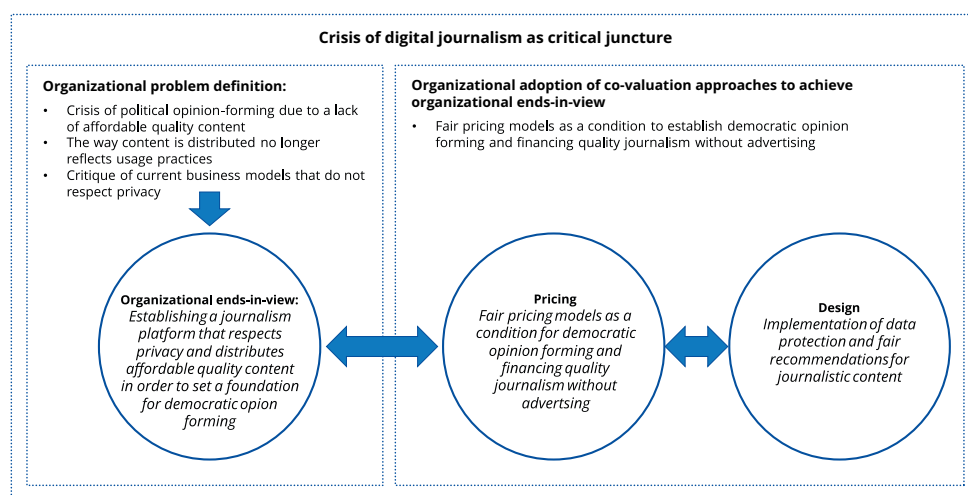 Crisis of digital journalism as critical juncture
Organizational problem definition:
• Crisis of political opinion-forming due to a lack
of affordable quality content
• The way content is distributed no longer
reflects usage practices
• Critique of current business models that do not
respect privacy
Organizational ends-in-view:
Establishing a journalism
platform that respects
privacy and distributes
affordable quality content
in order to set a foundation
for democratic opion
forming
Organizational adoption of co-valuation approaches to achieve
organizational ends-in-view
• Fair pricing models as a condition to establish democratic opinion
forming and financing quality journalism without advertising
Pricing
Fair pricing models as a
condition for democratic
opinion forming and
financing quality
journalism without
advertsing
Design
Implementation of data
protection and fair
recommendations for
journalistic content